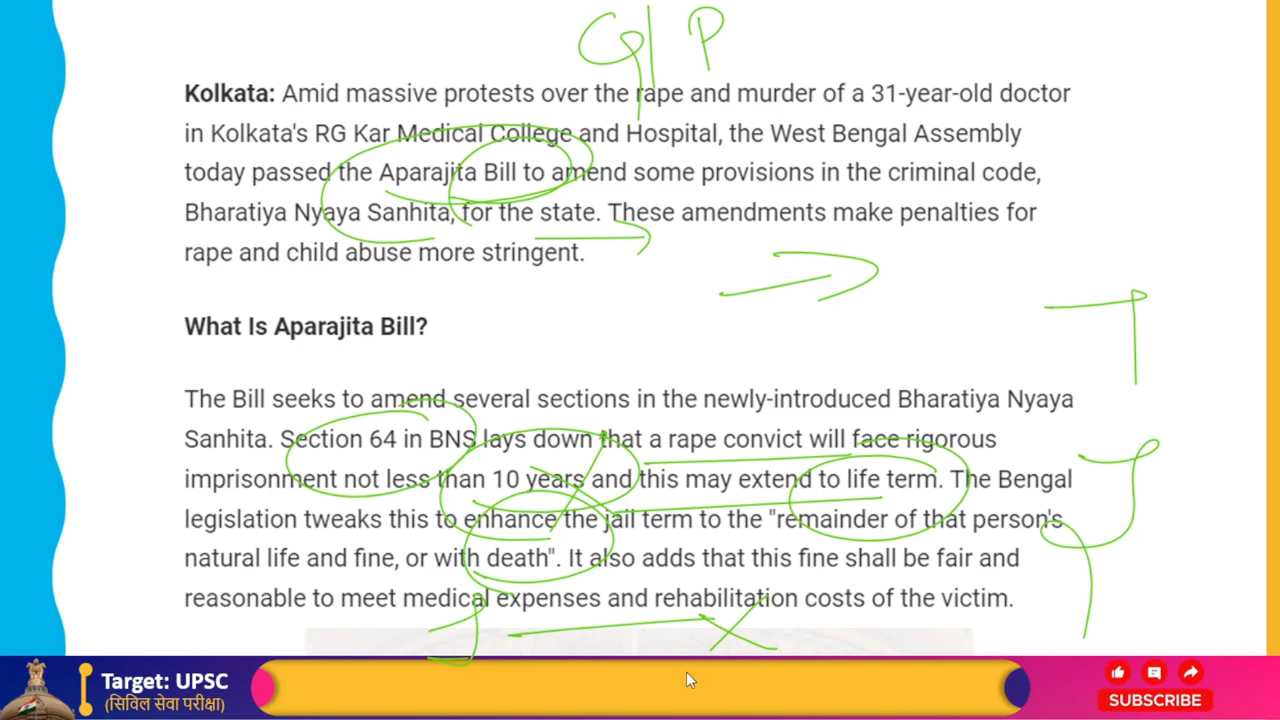 G/P
Kolkata: Amid massive protests over the rape and murder of a 31-year-old doctor
in Kolkata's RG Kar Medical College and Hospital, the West Bengal Assembly
today passed the Aparajita Bill to amend some provisions in the criminal code,
Bharatiya Nyaya Sanhita, for the state. These amendments make penalties for
rape and child abuse more stringent.
What Is Aparajita Bill?
The Bill seeks to amend several sections in the newly-introduced Bharatiya Nyaya
Sanhita. Section 64 in BNS lays down that a rape convict will face rigorous
imprisonment not less than 10 years and this may extend to life term. The Bengal
legislation tweaks this to enhance the jail term to the "remainder of that person's
natural life and fine, or with death". It also adds that this fine shall be fair and
reasonable to meet medical expenses and rehabilitation costs of the victim.
Target: UPSC
(सिविल सेवा परीक्षा)
SUBSCRIBE